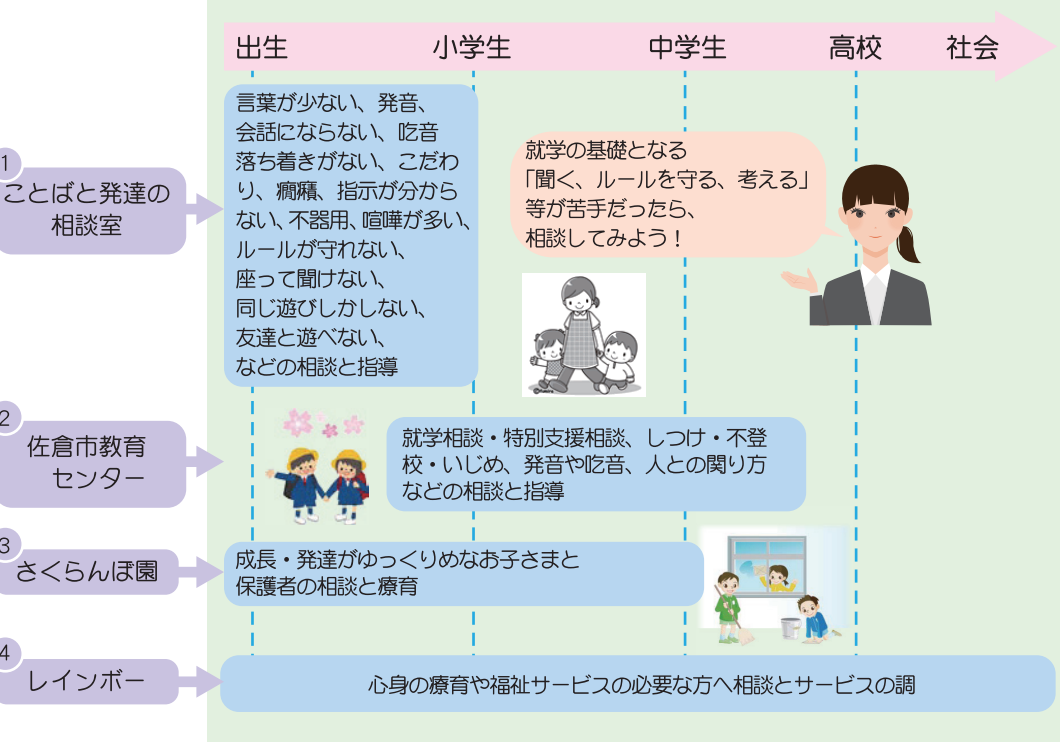 出生
小学生
中学生
高校
社会
1
ことばと発達の
相談室
言葉が少ない、発音、
会話にならない、吃音
落ち着きがない、こだわ
り、癇癪、指示が分から
ない、不器用、喧嘩が多い、
ルールが守れない、
座って聞けない、
同じ遊びしかしない、
友達と遊べない、
などの相談と指導
就学の基礎となる
「聞く、ルールを守る、考える」
等が苦手だったら、
相談してみよう！
2
佐倉市教育
センター
就学相談・特別支援相談、しつけ・不登
校・いじめ、発音や吃音、人との関り方
などの相談と指導
3
さくらんぼ園
成長・発達がゆっくりめなお子さまと
保護者の相談と療育
4
レインボー
心身の療育や福祉サービスの必要な方へ相談とサービスの調